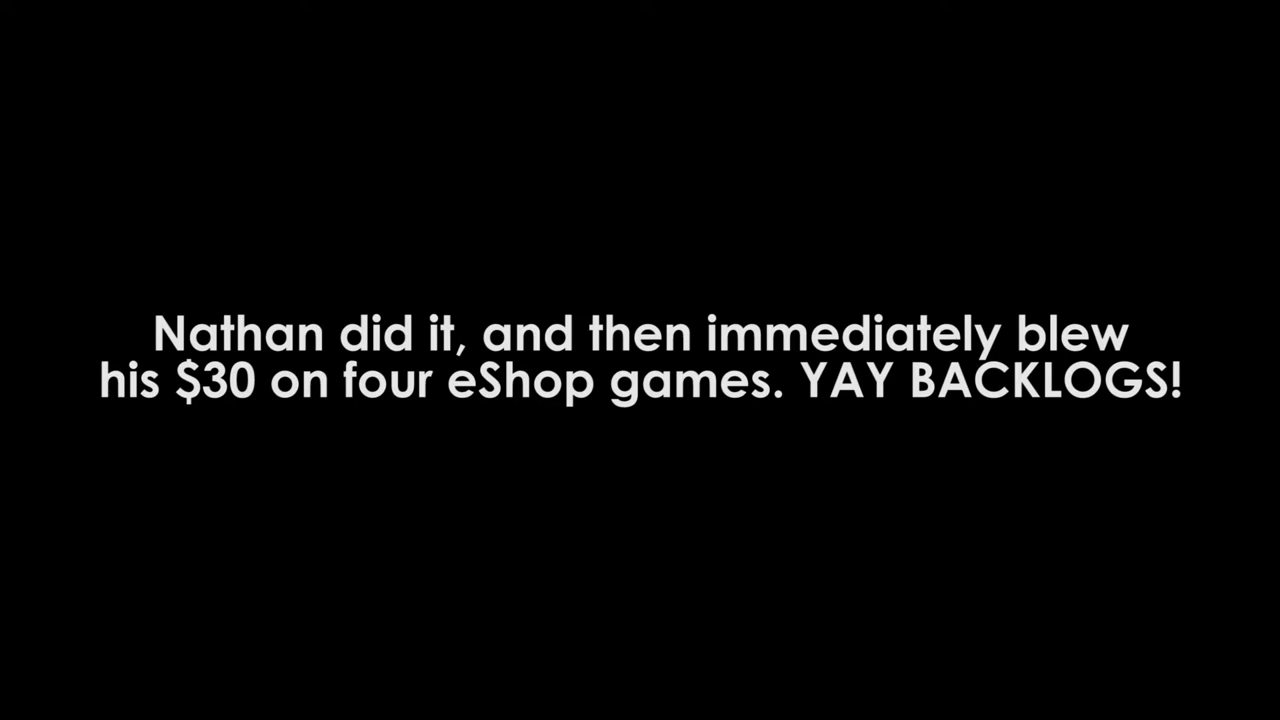 Nathan did it, and then immediately blew
his $30 on four eShop games. YAY BACKLOGS!